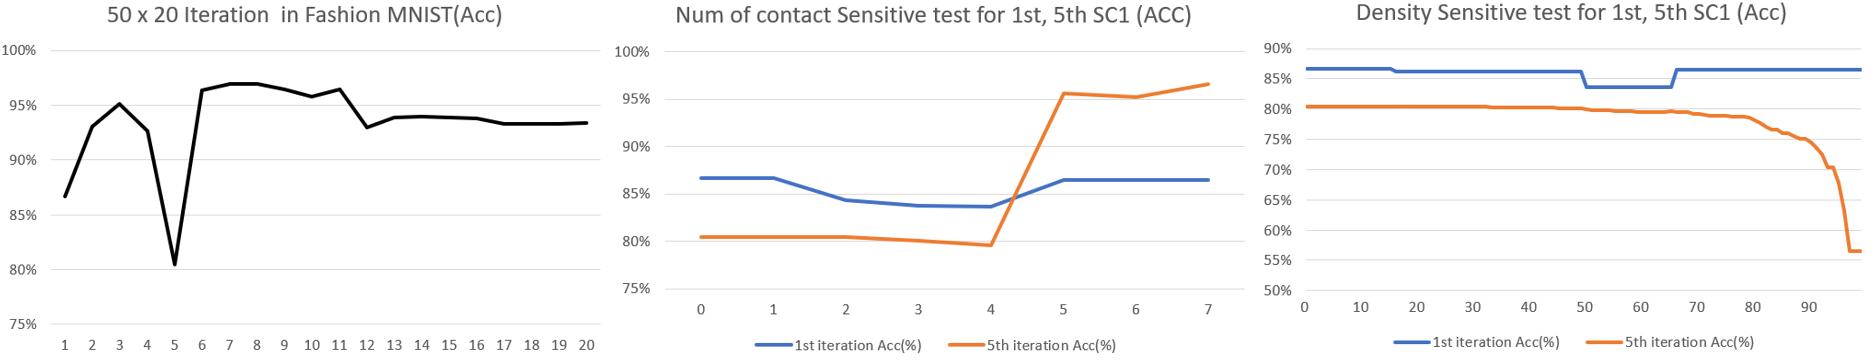 50 x 20 Iteration in Fashion MNIST(Acc)
100%
95%
90%
85%
80%
75%
1 2 3 4 5 6 7 8 9 10 11 12 13 14 15 16 17 18 19 20
Num of contact Sensitive test for 1st, 5th SC1 (ACC)
100%
95%
90%
85%
80%
75%
0 1 2 3 4 5 6 7
1st iteration Acc(%) 5th iteration Acc(%)
Density Sensitive test for 1st, 5th SC1 (Acc)
90%
85%
80%
75%
70%
65%
60%
55%
50%
0 10 20 30 40 50 60 70 80 90
1st iteration Acc(%) 5th iteration Acc(%)